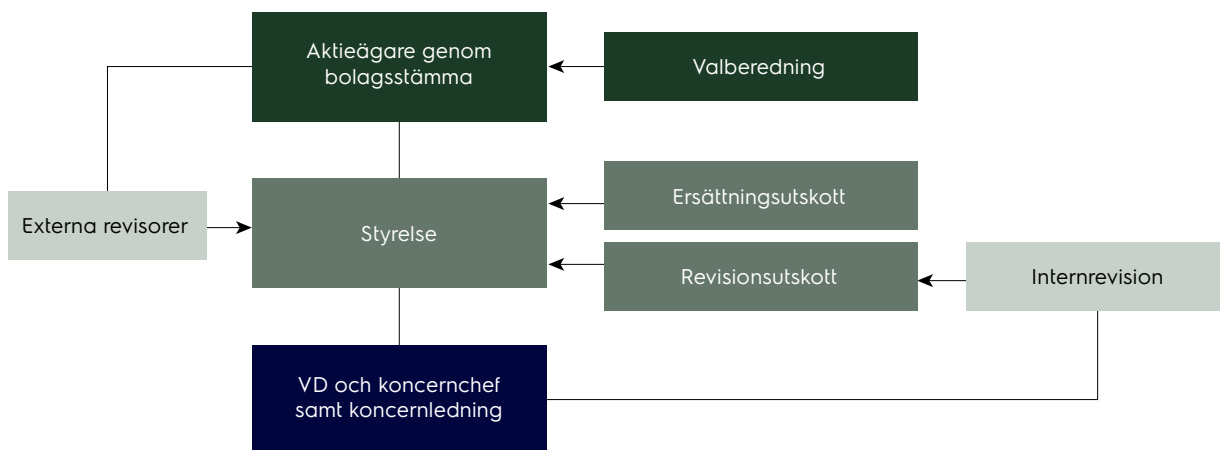 Aktieägare genom
bolagsstämma
Valberedning
Ersättningsutskott
Externa revisorer
Styrelse
Revisionsutskott
Internrevision
VD och koncernchef
samt koncernledning